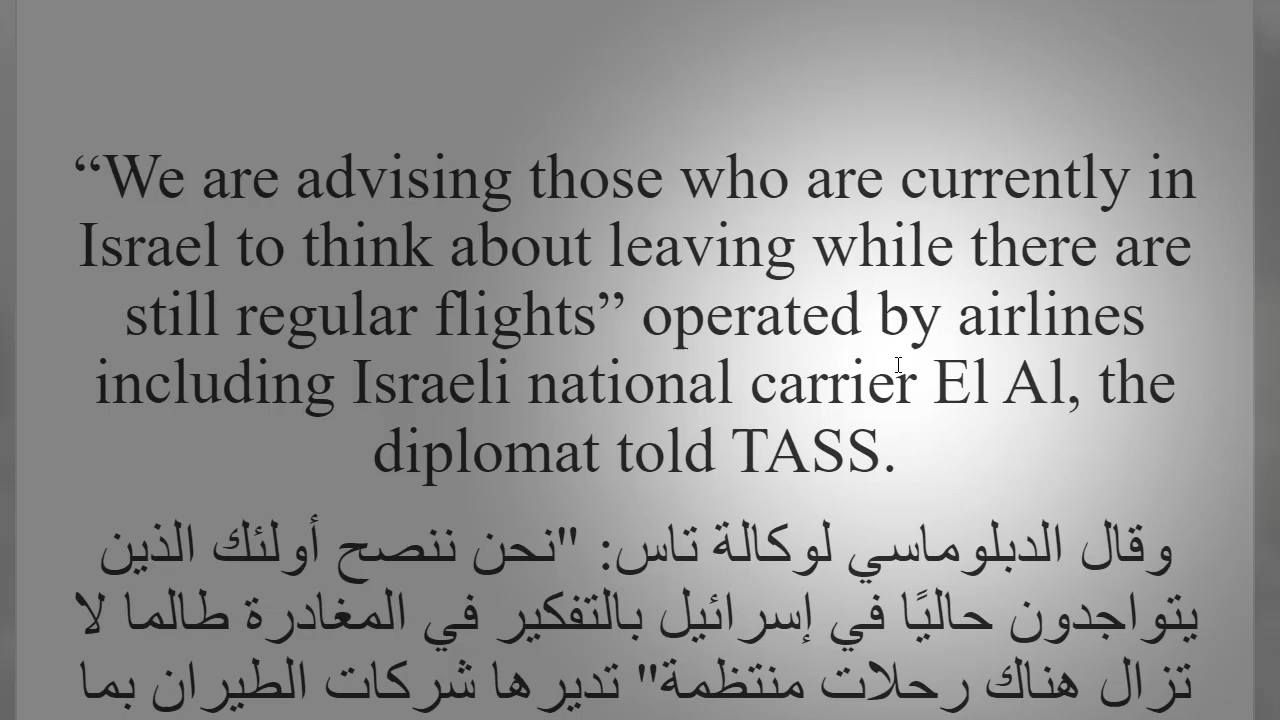 “We are advising those who are currently in
Israel to think about leaving while there are
still regular flights” operated by airlines
including Israeli national carrier El Al, the
diplomat told TASS.
وقال الدبلوماسي لوكالة تاس: "نحن ننصح أولئك الذين
يتواجدون حاليًا في إسرائيل بالتفكير في المغادرة طالما لا
تزال هناك رحلات منتظمة" تديرها شركات الطيران بما